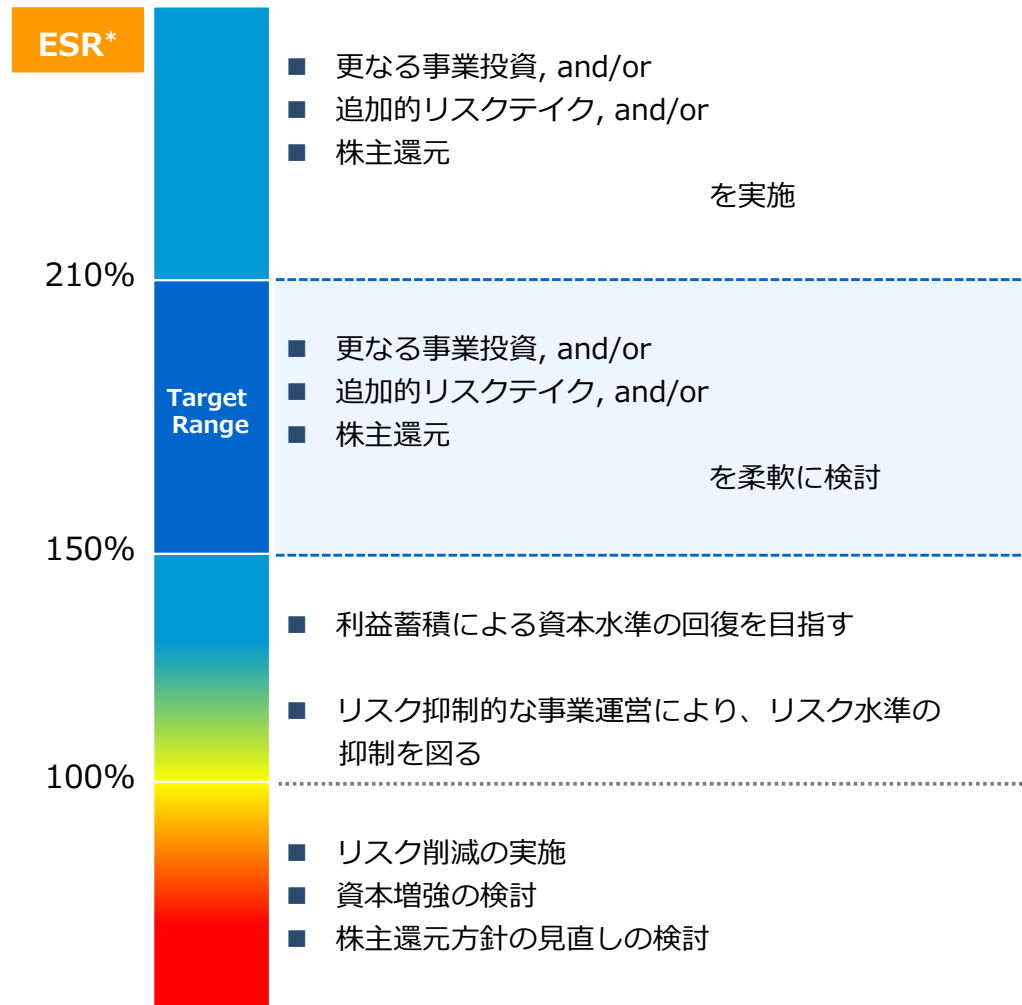 ESR*
■ 更なる事業投資, and/or
■ 追加的リスクテイク, and/or
■ 株主還元
を実施
210%
Target
Range
■ 更なる事業投資, and/or
■ 追加的リスクテイク, and/or
■ 株主還元
を柔軟に検討
150%
■ 利益蓄積による資本水準の回復を目指す
■ リスク抑制的な事業運営により、リスク水準の
抑制を図る
100%
■ リスク削減の実施
■ 資本増強の検討
■ 株主還元方針の見直しの検討